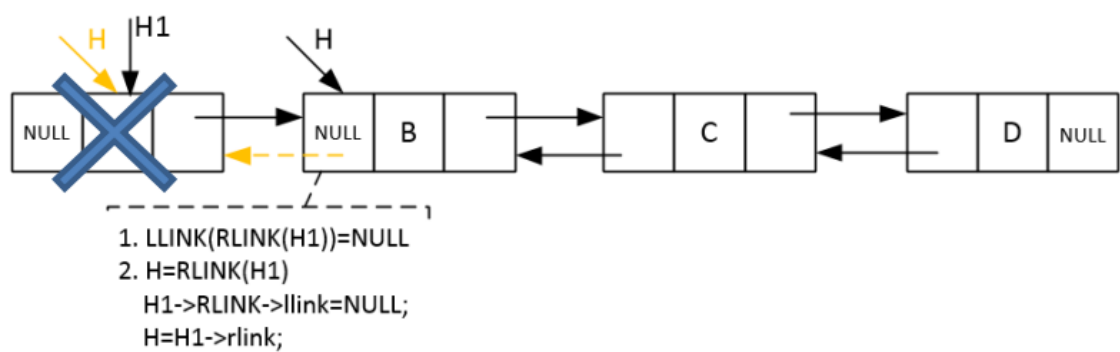 H H1 H
NULL NULL B C D NULL
1. LLINK(RLINK(H1))=NULL
2. H=RLINK(H1)
H1->RLINK->llink=NULL;
H=H1->rlink;